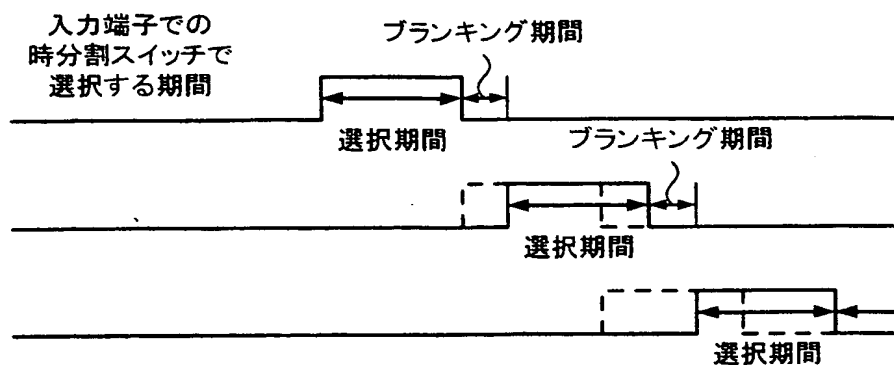 入力端子での
時分割スイッチで
選択する期間
ブランキング期間
選択期間
ブランキング期間
選択期間
選択期間